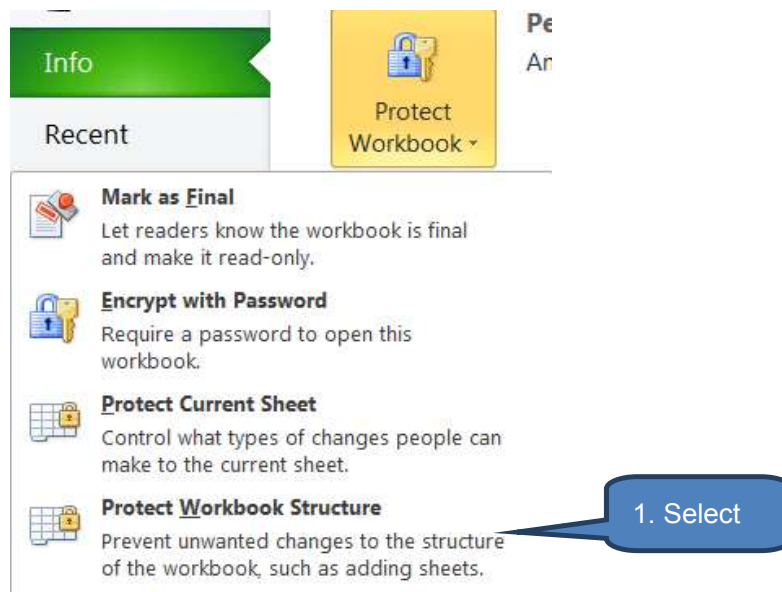 Info
Recent
Protect
Workbook
Pe
An
Mark as Final
Let readers know the workbook is final
and make it read-only.
Encrypt with Password
Require a password to open this
workbook.
Protect Current Sheet
Control what types of changes people can
make to the current sheet.
Protect Workbook Structure
Prevent unwanted changes to the structure
of the workbook, such as adding sheets.
1. Select